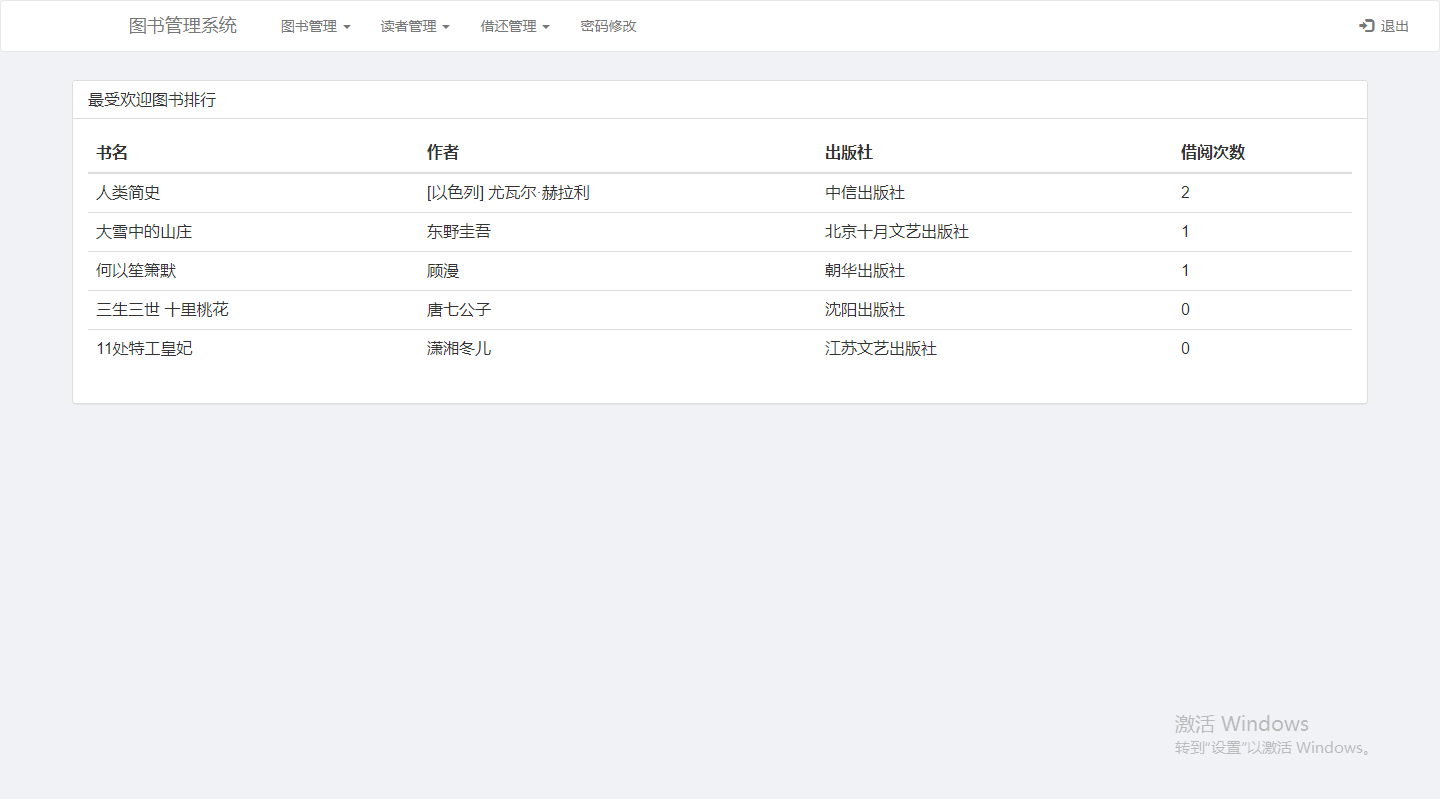 图书管理系统 图书管理 读者管理 借还管理 密码修改 退出
最受欢迎图书排行
书名 作者 出版社 借阅次数
人类简史 [以色列] 尤瓦尔·赫拉利 中信出版社 2
大雪中的山庄 东野圭吾 北京十月文艺出版社 1
何以笙箫默 顾漫 朝华出版社 1
三生三世 十里桃花 唐七公子 沈阳出版社 0
11处特工皇妃 潇湘冬儿 江苏文艺出版社 0
激活 Windows
转到"设置"以激活 Windows。